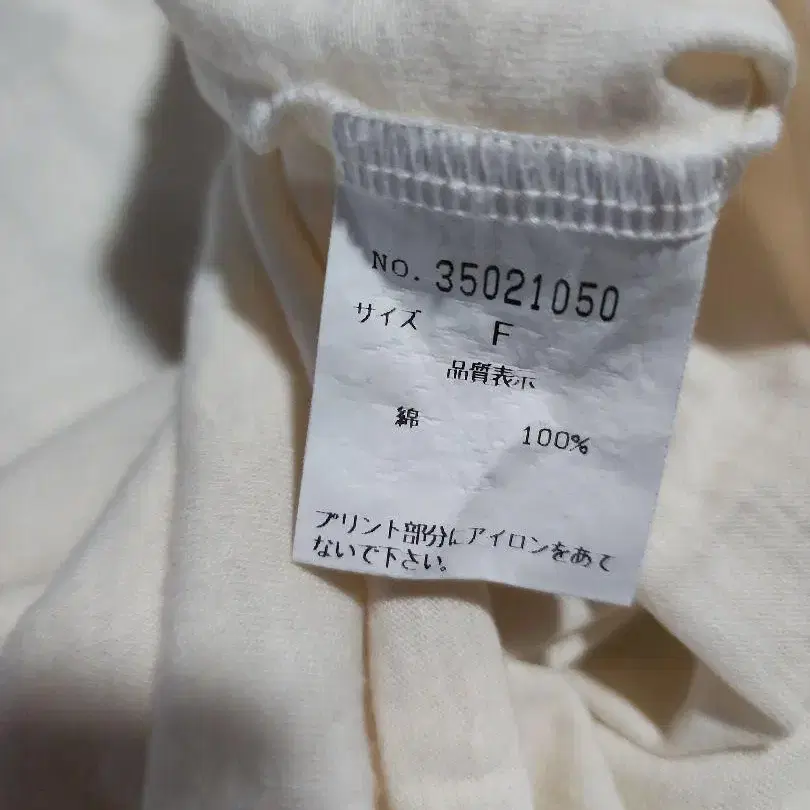 NO. 35021050
サイズ F
品質表示
綿 100%
プリント部分にアイロンをあて
ないで下さい。